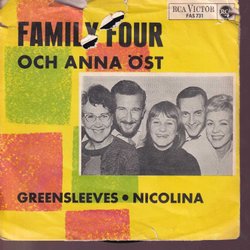 FAMILY FOUR
RCA VICTOR
FAS 731
OCH ANNA ÖST
GREENSLEEVES • NICOLINA